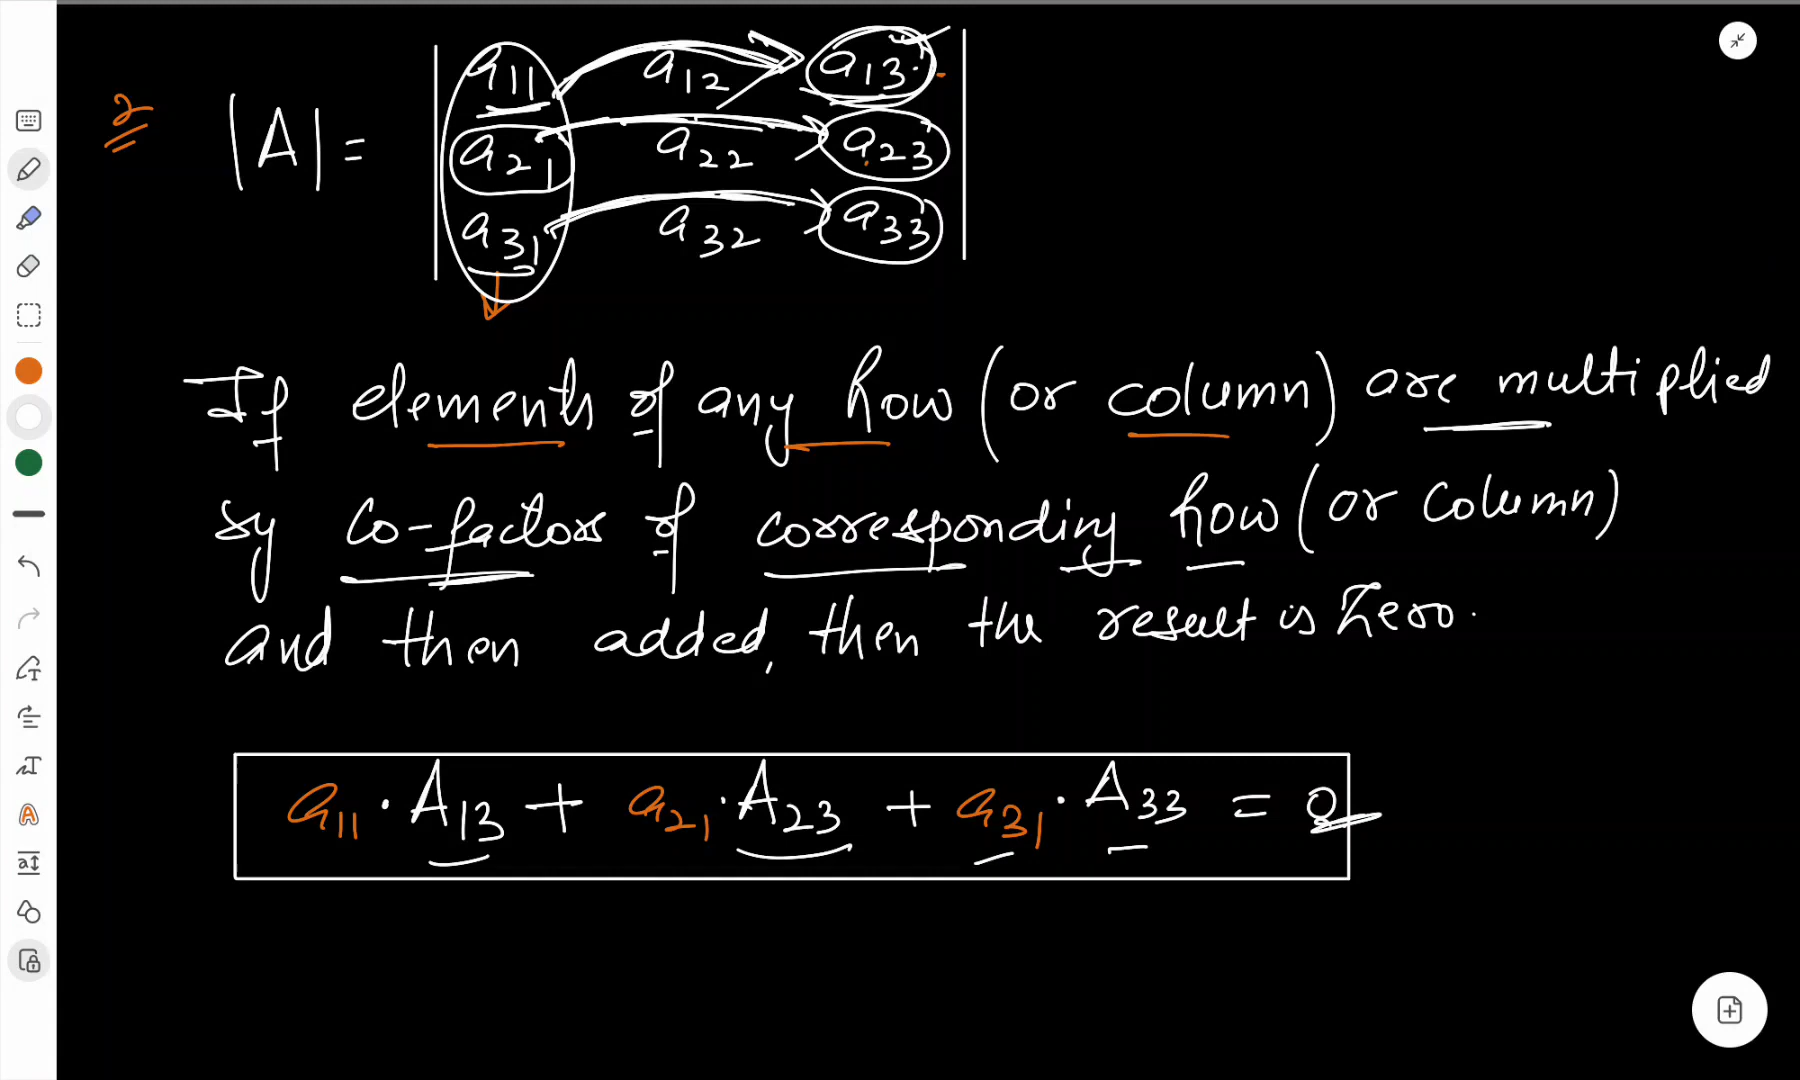 2
|A| = | a11 a12 a13 |
| a21 a22 a23 |
| a31 a32 a33 |
If elements of any row (or column) are multiplied
by co-factors of corresponding row (or column)
and then added, then the result is zero.
a11 · A13 + a21 · A23 + a31 · A33 = 0